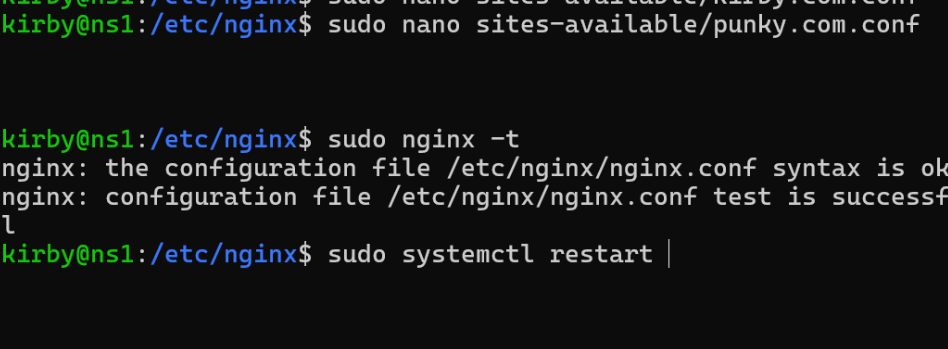 kirby@ns1:/etc/nginx$ sudo nano sites-available/kirby.com.conf
kirby@ns1:/etc/nginx$ sudo nano sites-available/punky.com.conf
kirby@ns1:/etc/nginx$ sudo nginx -t
nginx: the configuration file /etc/nginx/nginx.conf syntax is ok
nginx: configuration file /etc/nginx/nginx.conf test is successf
l
kirby@ns1:/etc/nginx$ sudo systemctl restart